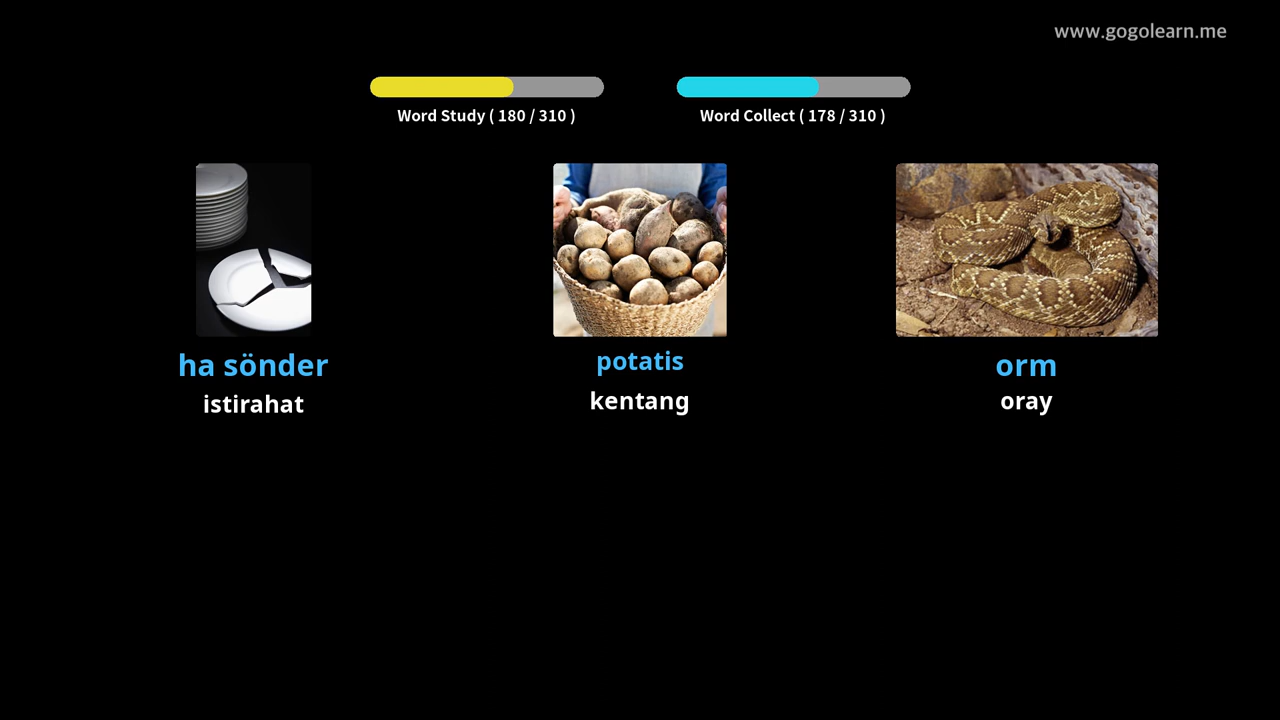 www.gogolearn.me
Word Study ( 180 / 310 )
Word Collect ( 178 / 310 )
ha sönder
istirahat
potatis
kentang
orm
oray